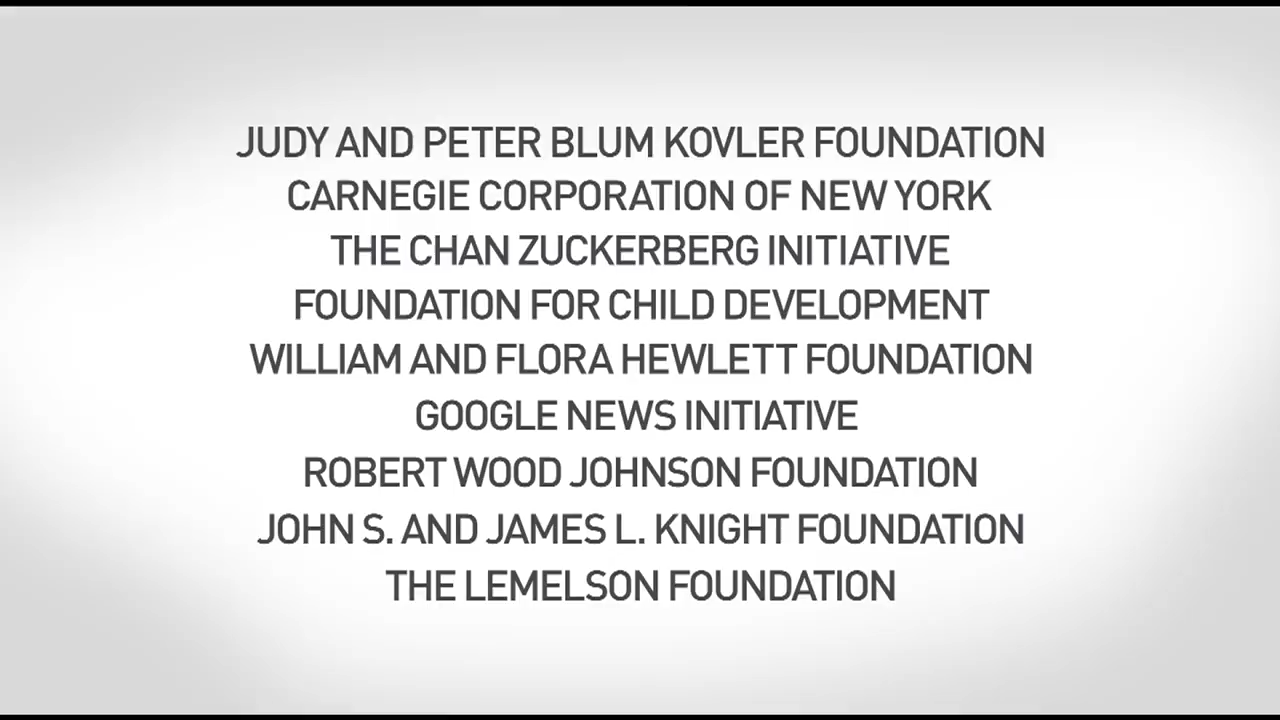 JUDY AND PETER BLUM KOVLER FOUNDATION
CARNEGIE CORPORATION OF NEW YORK
THE CHAN ZUCKERBERG INITIATIVE
FOUNDATION FOR CHILD DEVELOPMENT
WILLIAM AND FLORA HEWLETT FOUNDATION
GOOGLE NEWS INITIATIVE
ROBERT WOOD JOHNSON FOUNDATION
JOHN S. AND JAMES L. KNIGHT FOUNDATION
THE LEMELSON FOUNDATION